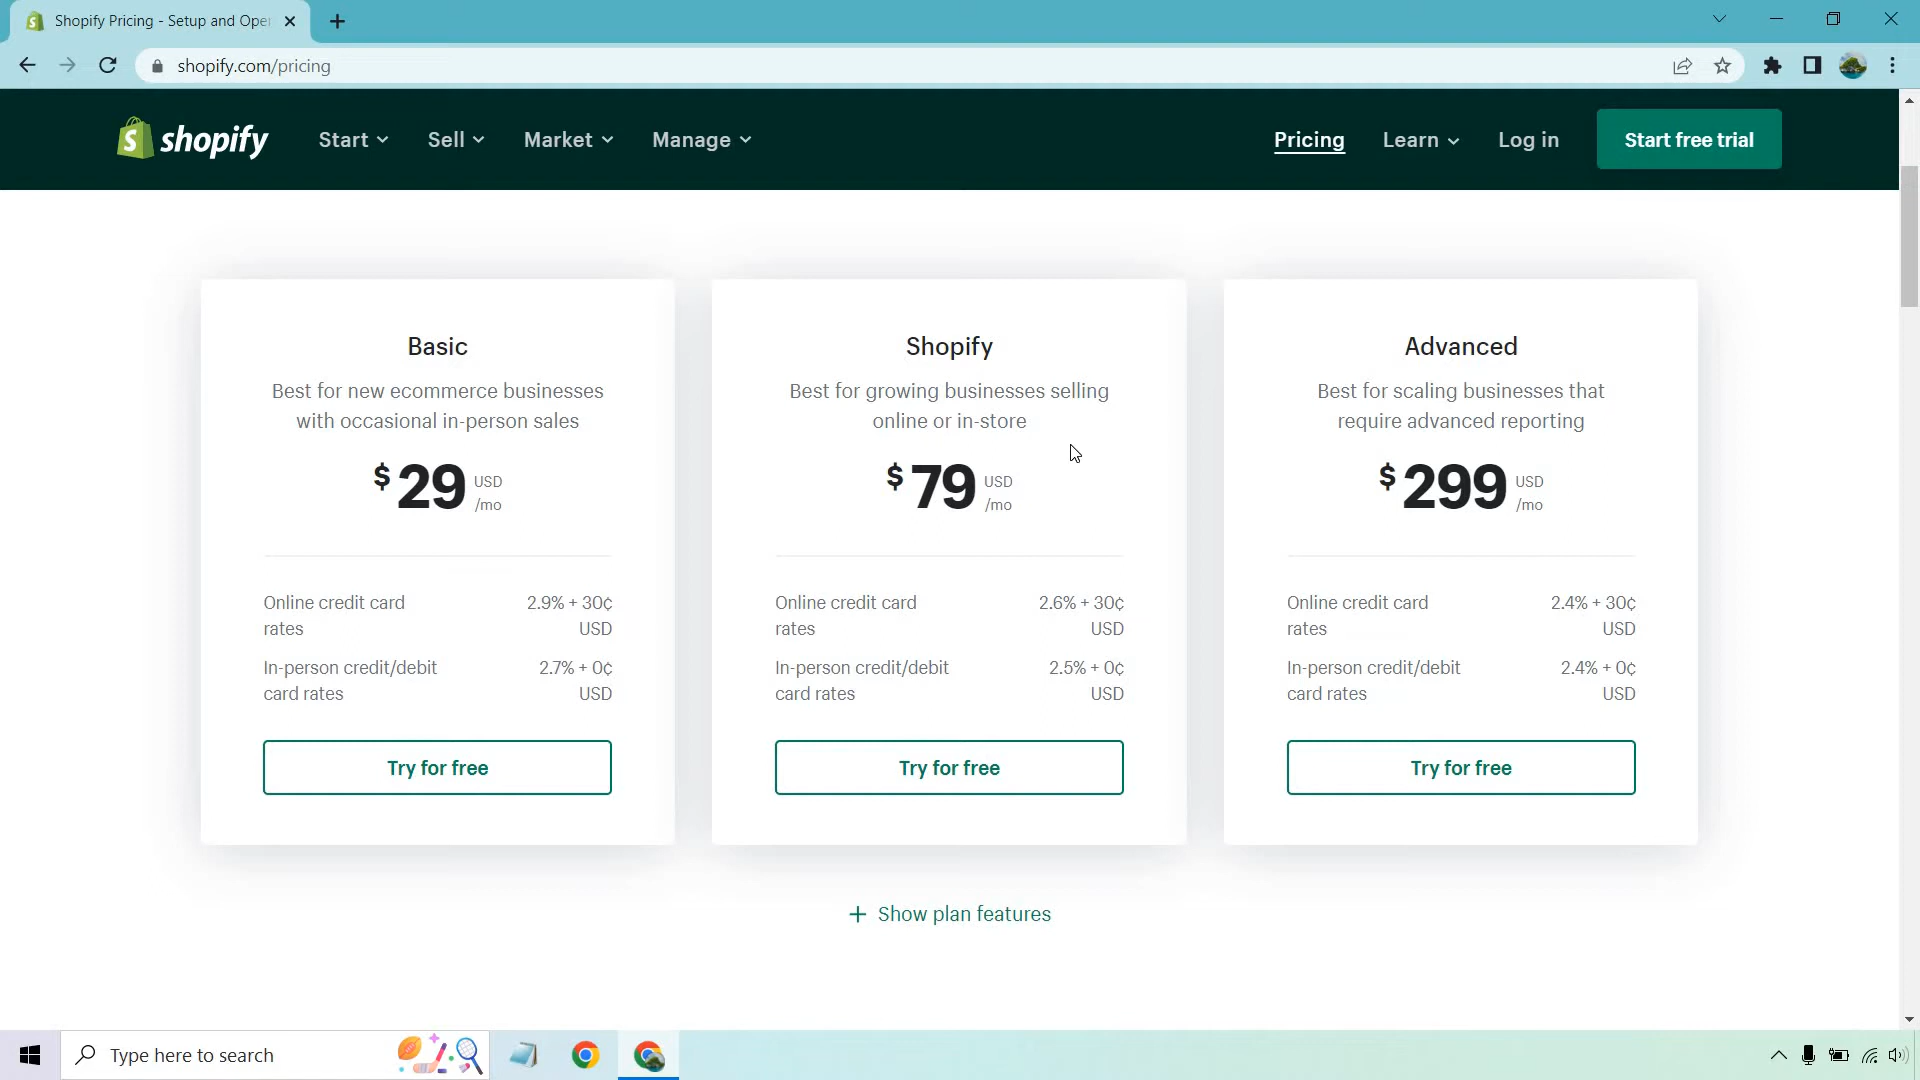 Shopify Pricing - Setup and Oper
shopify.com/pricing
shopify
Start
Sell
Market
Manage
Pricing
Learn
Log in
Start free trial
Basic
Best for new ecommerce businesses
with occasional in-person sales
$ 29 USD
/mo
Online credit card 2.9% + 30¢
rates USD
In-person credit/debit 2.7% + 0¢
card rates USD
Try for free
Shopify
Best for growing businesses selling
online or in-store
$ 79 USD
/mo
Online credit card 2.6% + 30¢
rates USD
In-person credit/debit 2.5% + 0¢
card rates USD
Try for free
Advanced
Best for scaling businesses that
require advanced reporting
$ 299 USD
/mo
Online credit card 2.4% + 30¢
rates USD
In-person credit/debit 2.4% + 0¢
card rates USD
Try for free
+ Show plan features
Type here to search